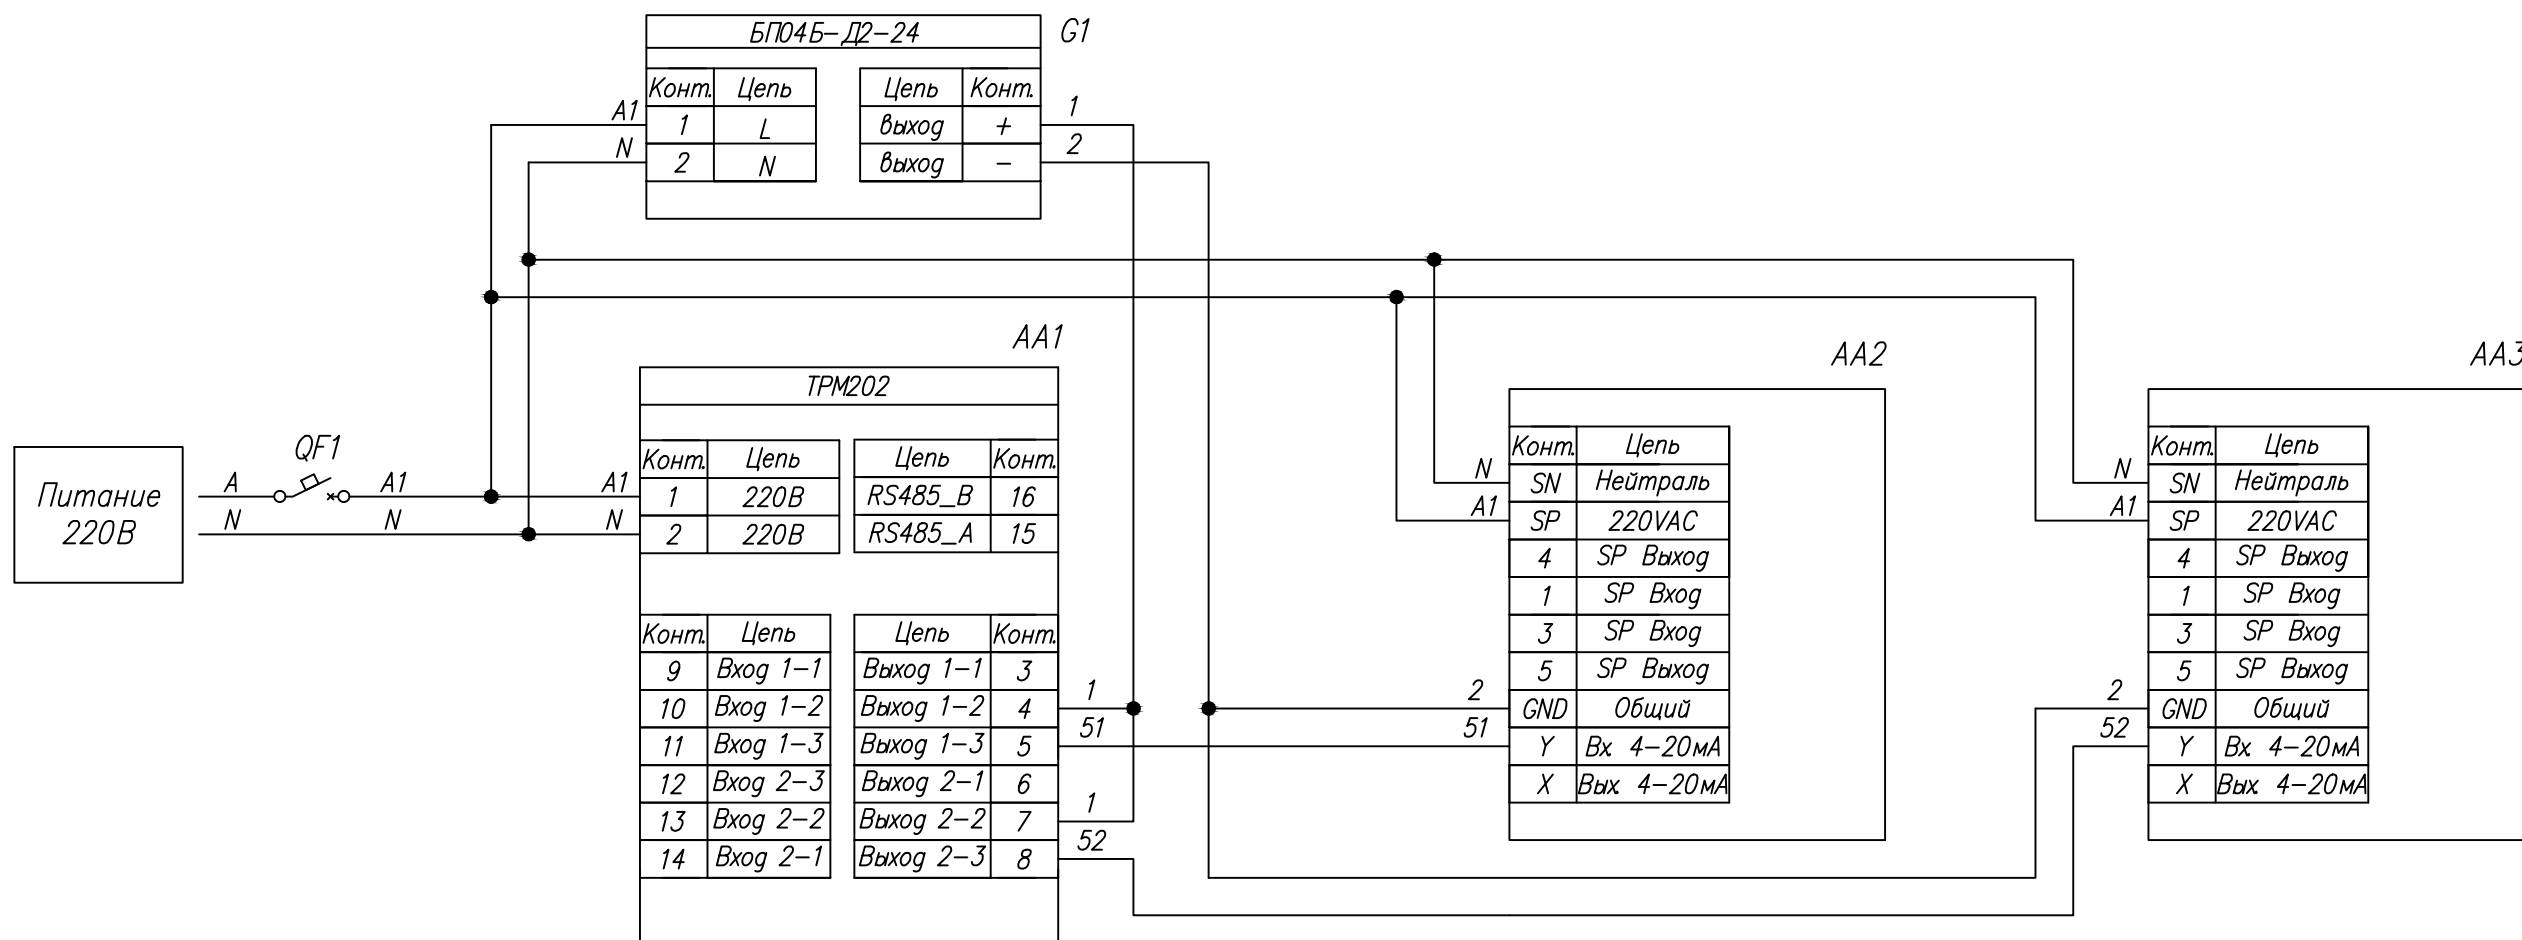 БП04Б-Д2-24
G1
Конт. Цепь Цепь Конт.
A1 1 L выход + 1
N 2 N выход - 2
AA1
AA2
AA3
ТРМ202
QF1
Питание
220В
A A1 A1
N N N
Конт. Цепь Цепь Конт.
1 220В RS485_B 16
2 220В RS485_A 15
Конт. Цепь Цепь Конт.
9 Вход 1-1 Выход 1-1 3
10 Вход 1-2 Выход 1-2 4 1
11 Вход 1-3 Выход 1-3 5 51
12 Вход 2-3 Выход 2-1 6
13 Вход 2-2 Выход 2-2 7 1
14 Вход 2-1 Выход 2-3 8 52
Конт. Цепь
N SN Нейтраль
A1 SP 220VAC
4 SP Выход
1 SP Вход
3 SP Вход
5 SP Выход
2 GND Общий
51 Y Вх. 4-20мА
X Вых. 4-20мА
Конт. Цепь
N SN Нейтраль
A1 SP 220VAC
4 SP Выход
1 SP Вход
3 SP Вход
5 SP Выход
2 GND Общий
52 Y Вх. 4-20мА
X Вых. 4-20мА